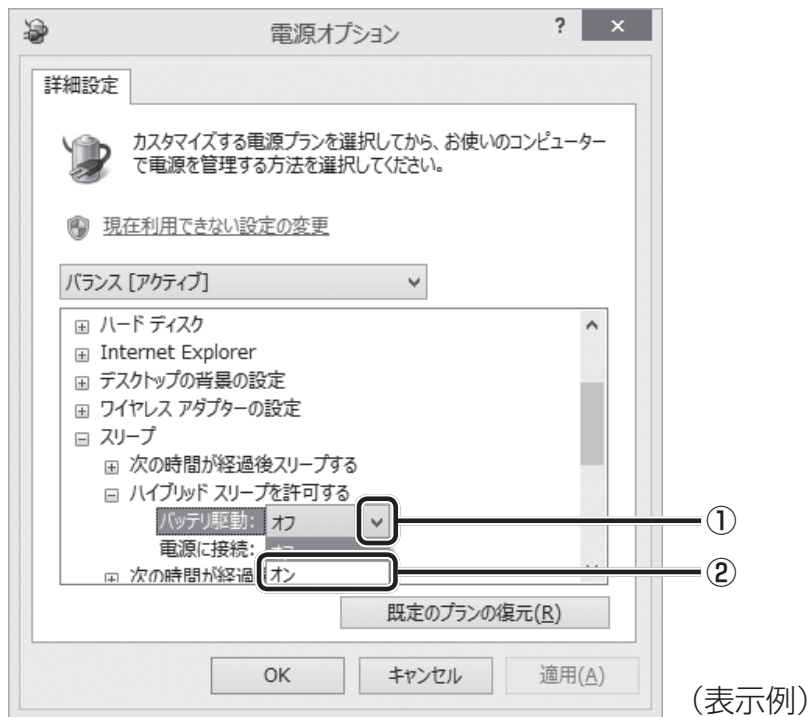 電源オプション
? ×
詳細設定
カスタマイズする電源プランを選択してから、お使いのコンピューター
で電源を管理する方法を選択してください。
現在利用できない設定の変更
バランス [アクティブ]
ハード ディスク
Internet Explorer
デスクトップの背景の設定
ワイヤレス アダプターの設定
スリープ
次の時間が経過後スリープする
ハイブリッド スリープを許可する
バッテリ駆動: オフ
①
電源に接続:
次の時間が経過
オン
②
既定のプランの復元(R)
OK キャンセル 適用(A)
(表示例)